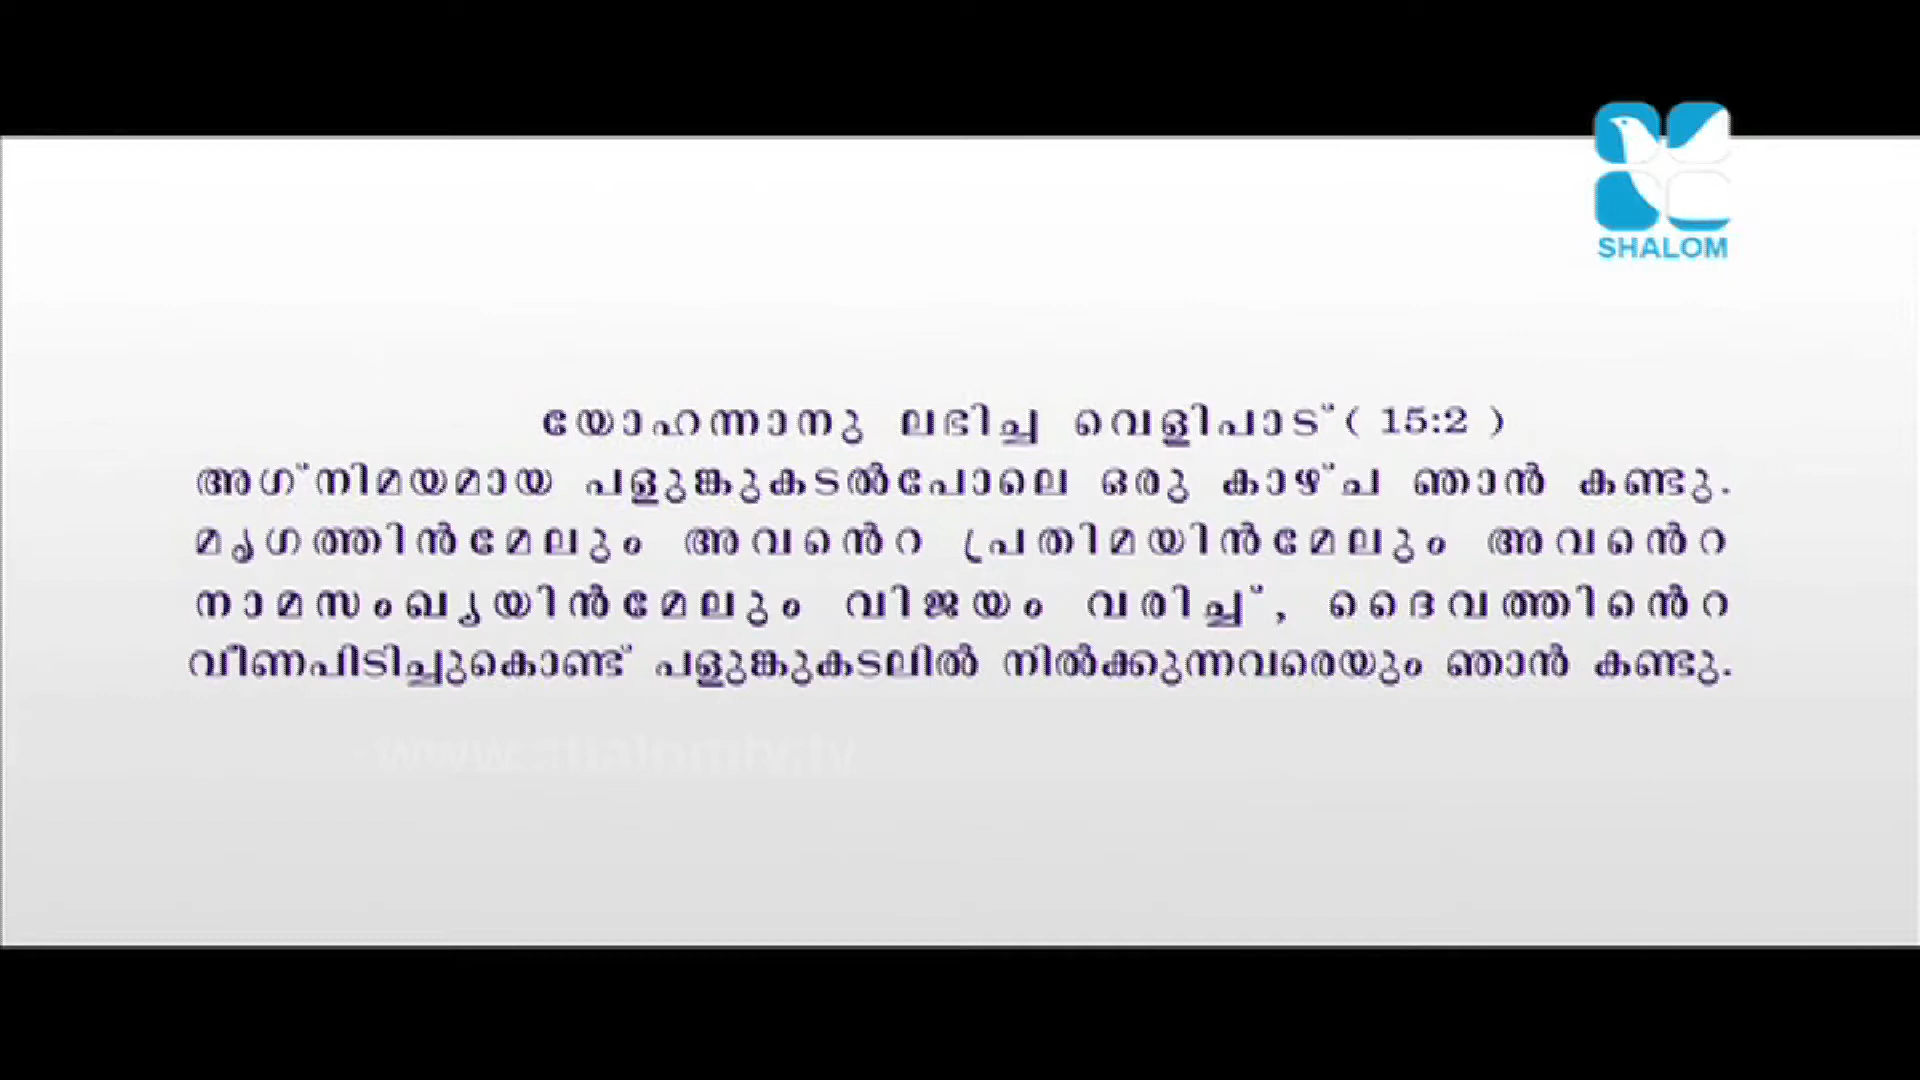 SHALOM
യോഹന്നാനു ലഭിച്ച വെളിപാട് ( 15:2 )
അഗ്നിമയമായ പളുങ്കുകടൽപോലെ ഒരു കാഴ്ച ഞാൻ കണ്ടു.
മൃഗത്തിൻമേലും അവൻെറ പ്രതിമയിൻമേലും അവൻെറ
നാമസംഖ്യയിൻമേലും വിജയം വരിച്ച്, ദൈവത്തിൻെറ
വീണപിടിച്ചുകൊണ്ട് പളുങ്കുകടലിൽ നിൽക്കുന്നവരെയും ഞാൻ കണ്ടു.